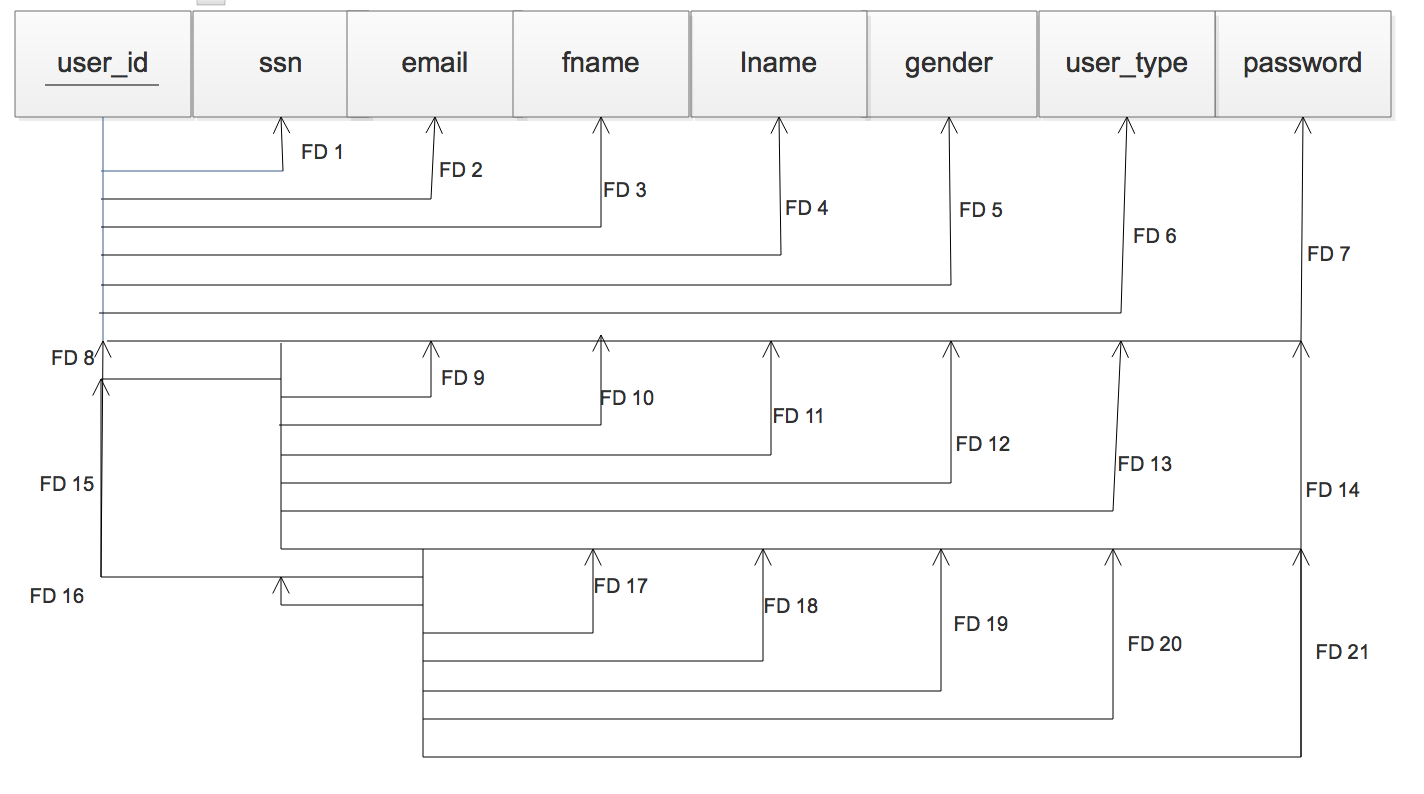 user_id ssn email fname lname gender user_type password
FD 1
FD 2
FD 3
FD 4
FD 5
FD 6
FD 7
FD 8
FD 9
FD 10
FD 11
FD 12
FD 13
FD 15
FD 14
FD 16
FD 17
FD 18
FD 19
FD 20
FD 21